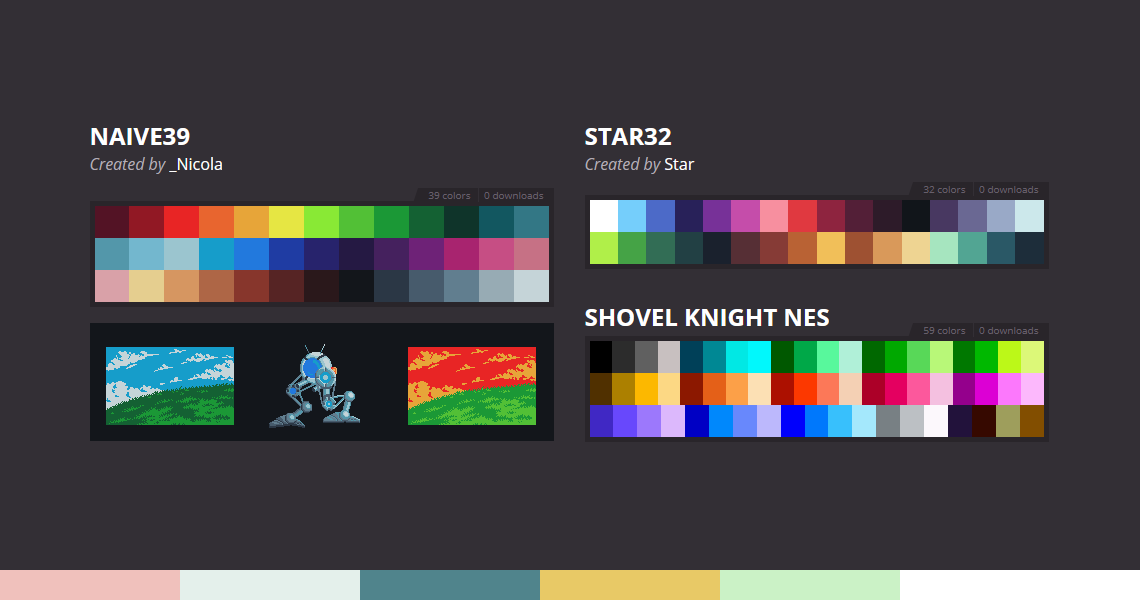 NAIVE39
Created by _Nicola
39 colors 0 downloads
STAR32
Created by Star
32 colors 0 downloads
SHOVEL KNIGHT NES
59 colors 0 downloads